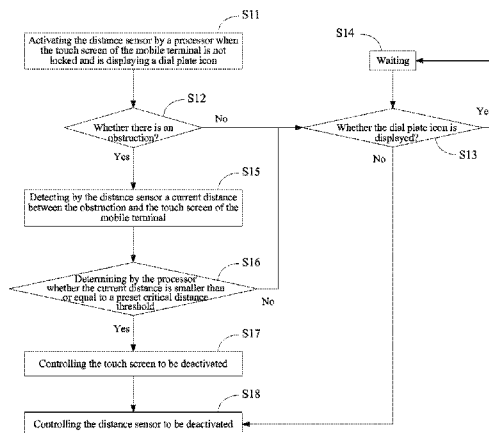 S11
Activating the distance sensor by a processor when
the touch screen of the mobile terminal is not
locked and is displaying a dial plate icon
S14
Waiting
S12
Whether there is an
obstruction?
No
Yes
Whether the dial plate icon is
displayed?
Ye
S13
No
S15
Detecting by the distance sensor a current distance
between the obstruction and the touch screen of the
mobile terminal
S16
Determining by the processor
whether the current distance is smaller than
or equal to a preset critical distance
threshold
No
Yes
S17
Controlling the touch screen to be deactivated
S18
Controlling the distance sensor to be deactivated